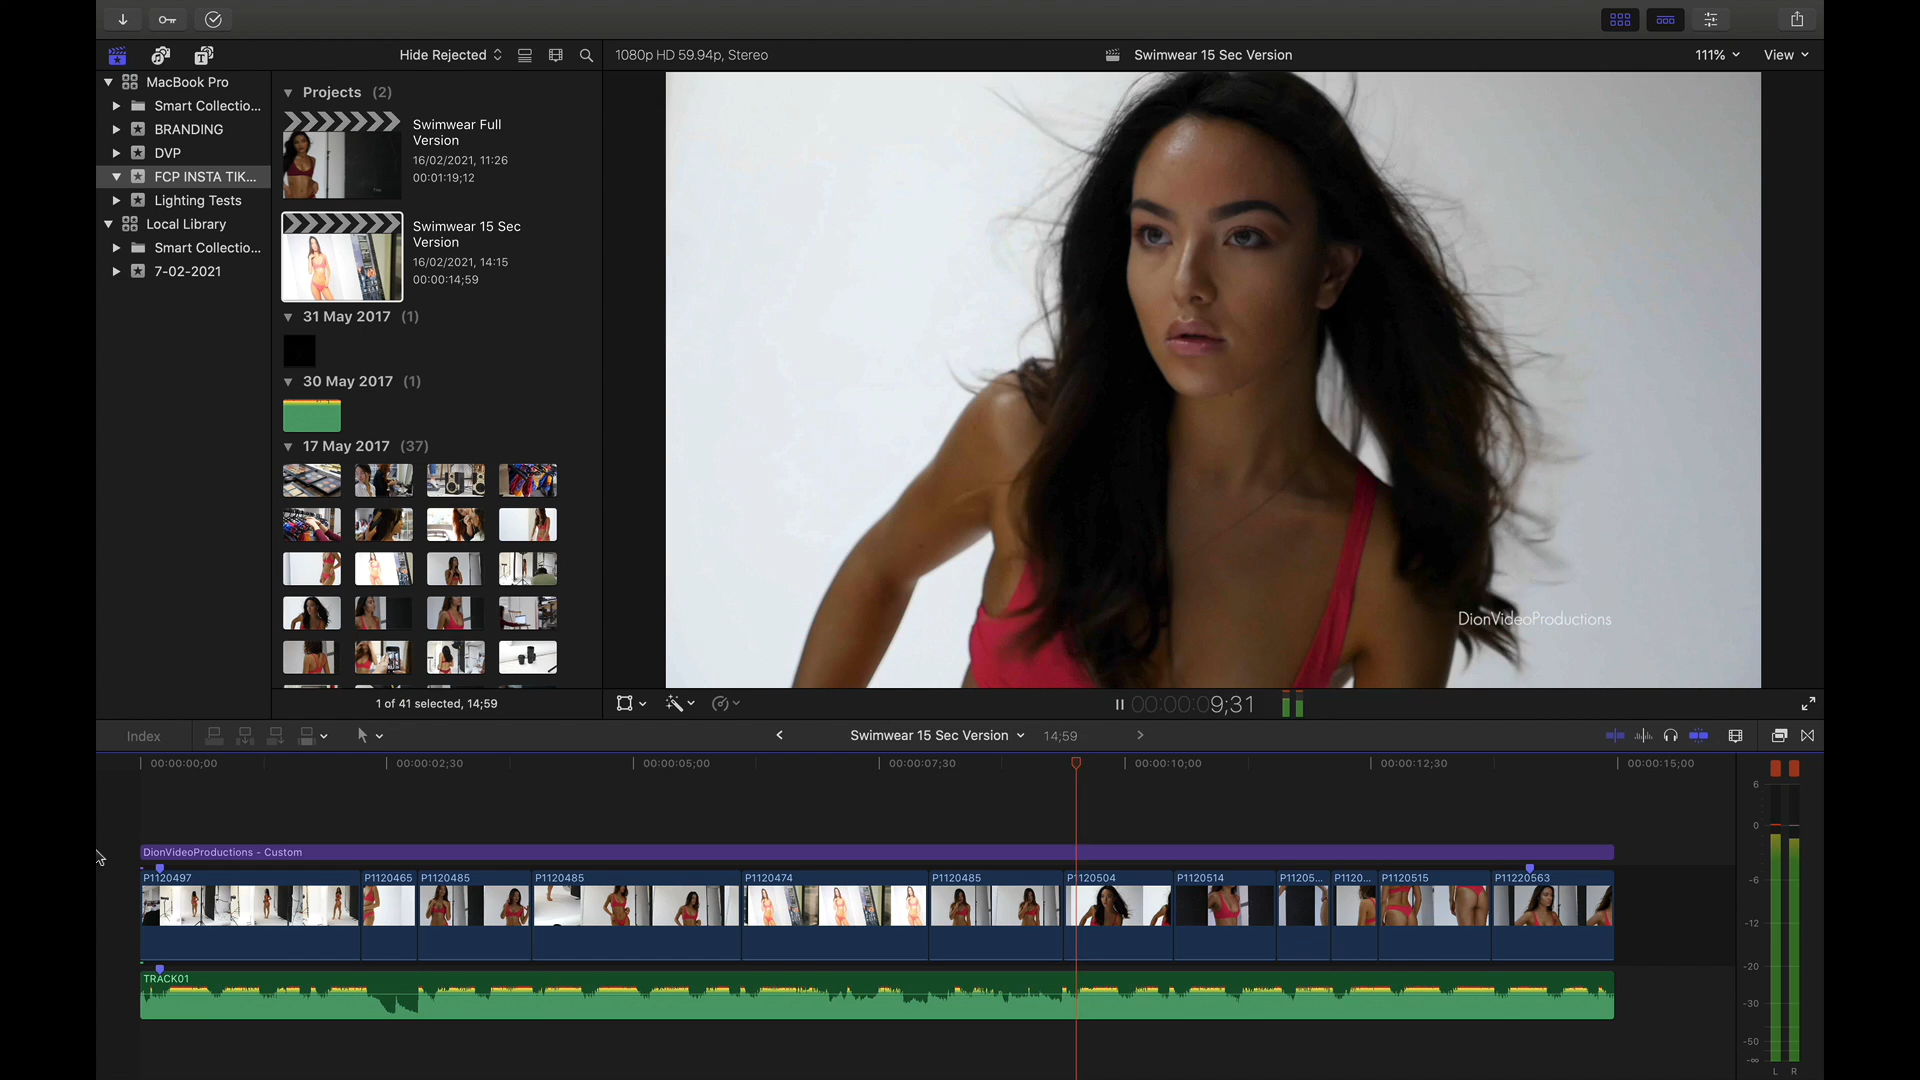 Hide Rejected
1080p HD 59.94p, Stereo
Swimwear 15 Sec Version
111%
View
MacBook Pro
Smart Collectio...
BRANDING
DVP
FCP INSTA TIK...
Lighting Tests
Local Library
Smart Collectio...
7-02-2021
Projects (2)
Swimwear Full
Version
16/02/2021, 11:26
00:01:19;12
Swimwear 15 Sec
Version
16/02/2021, 14:15
00:00:14;59
31 May 2017 (1)
30 May 2017 (1)
17 May 2017 (37)
1 of 41 selected, 14;59
DionVideoProductions
00:00:09;31
Index
Swimwear 15 Sec Version
14;59
00:00:00;00
00:00:02;30
00:00:05;00
00:00:07;30
00:00:10;00
00:00:12;30
00:00:15;00
DionVideoProductions - Custom
P1120497
P1120465
P1120485
P1120485
P1120474
P1120485
P1120504
P1120514
P11205...
P1120...
P1120515
P11220563
TRACK01
6
0
-6
-12
-20
-30
-50
-∞
L R